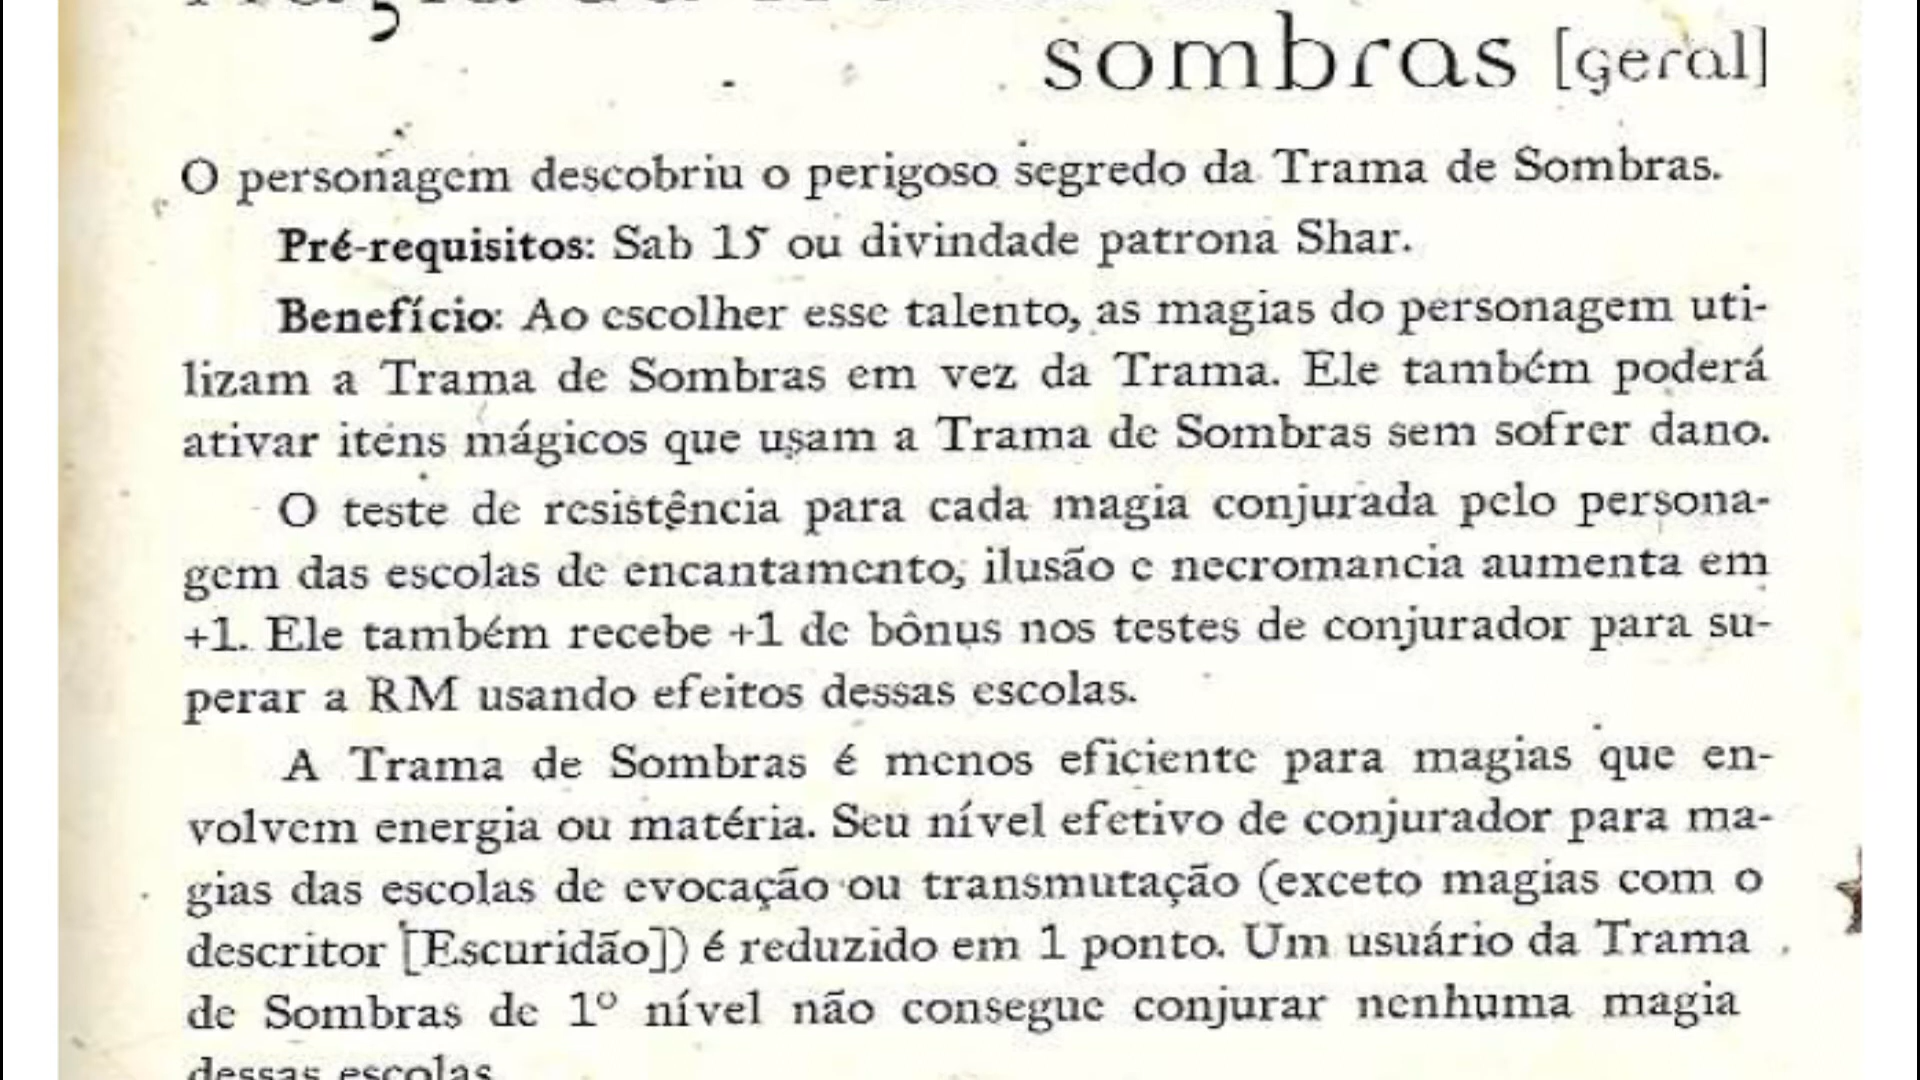 sombras [geral]
O personagem descobriu o perigoso segredo da Trama de Sombras.
Pré-requisitos: Sab 15 ou divindade patrona Shar.
Benefício: Ao escolher esse talento, as magias do personagem uti-
lizam a Trama de Sombras em vez da Trama. Ele também poderá
ativar itens mágicos que usam a Trama de Sombras sem sofrer dano.
O teste de resistência para cada magia conjurada pelo persona-
gem das escolas de encantamento, ilusão e necromancia aumenta em
+1. Ele também recebe +1 de bônus nos testes de conjurador para su-
perar a RM usando efeitos dessas escolas.
A Trama de Sombras é menos eficiente para magias que en-
volvem energia ou matéria. Seu nível efetivo de conjurador para ma-
gias das escolas de evocação ou transmutação (exceto magias com o
descritor [Escuridão]) é reduzido em 1 ponto. Um usuário da Trama
de Sombras de 1º nível não consegue conjurar nenhuma magia
dessas escolas.